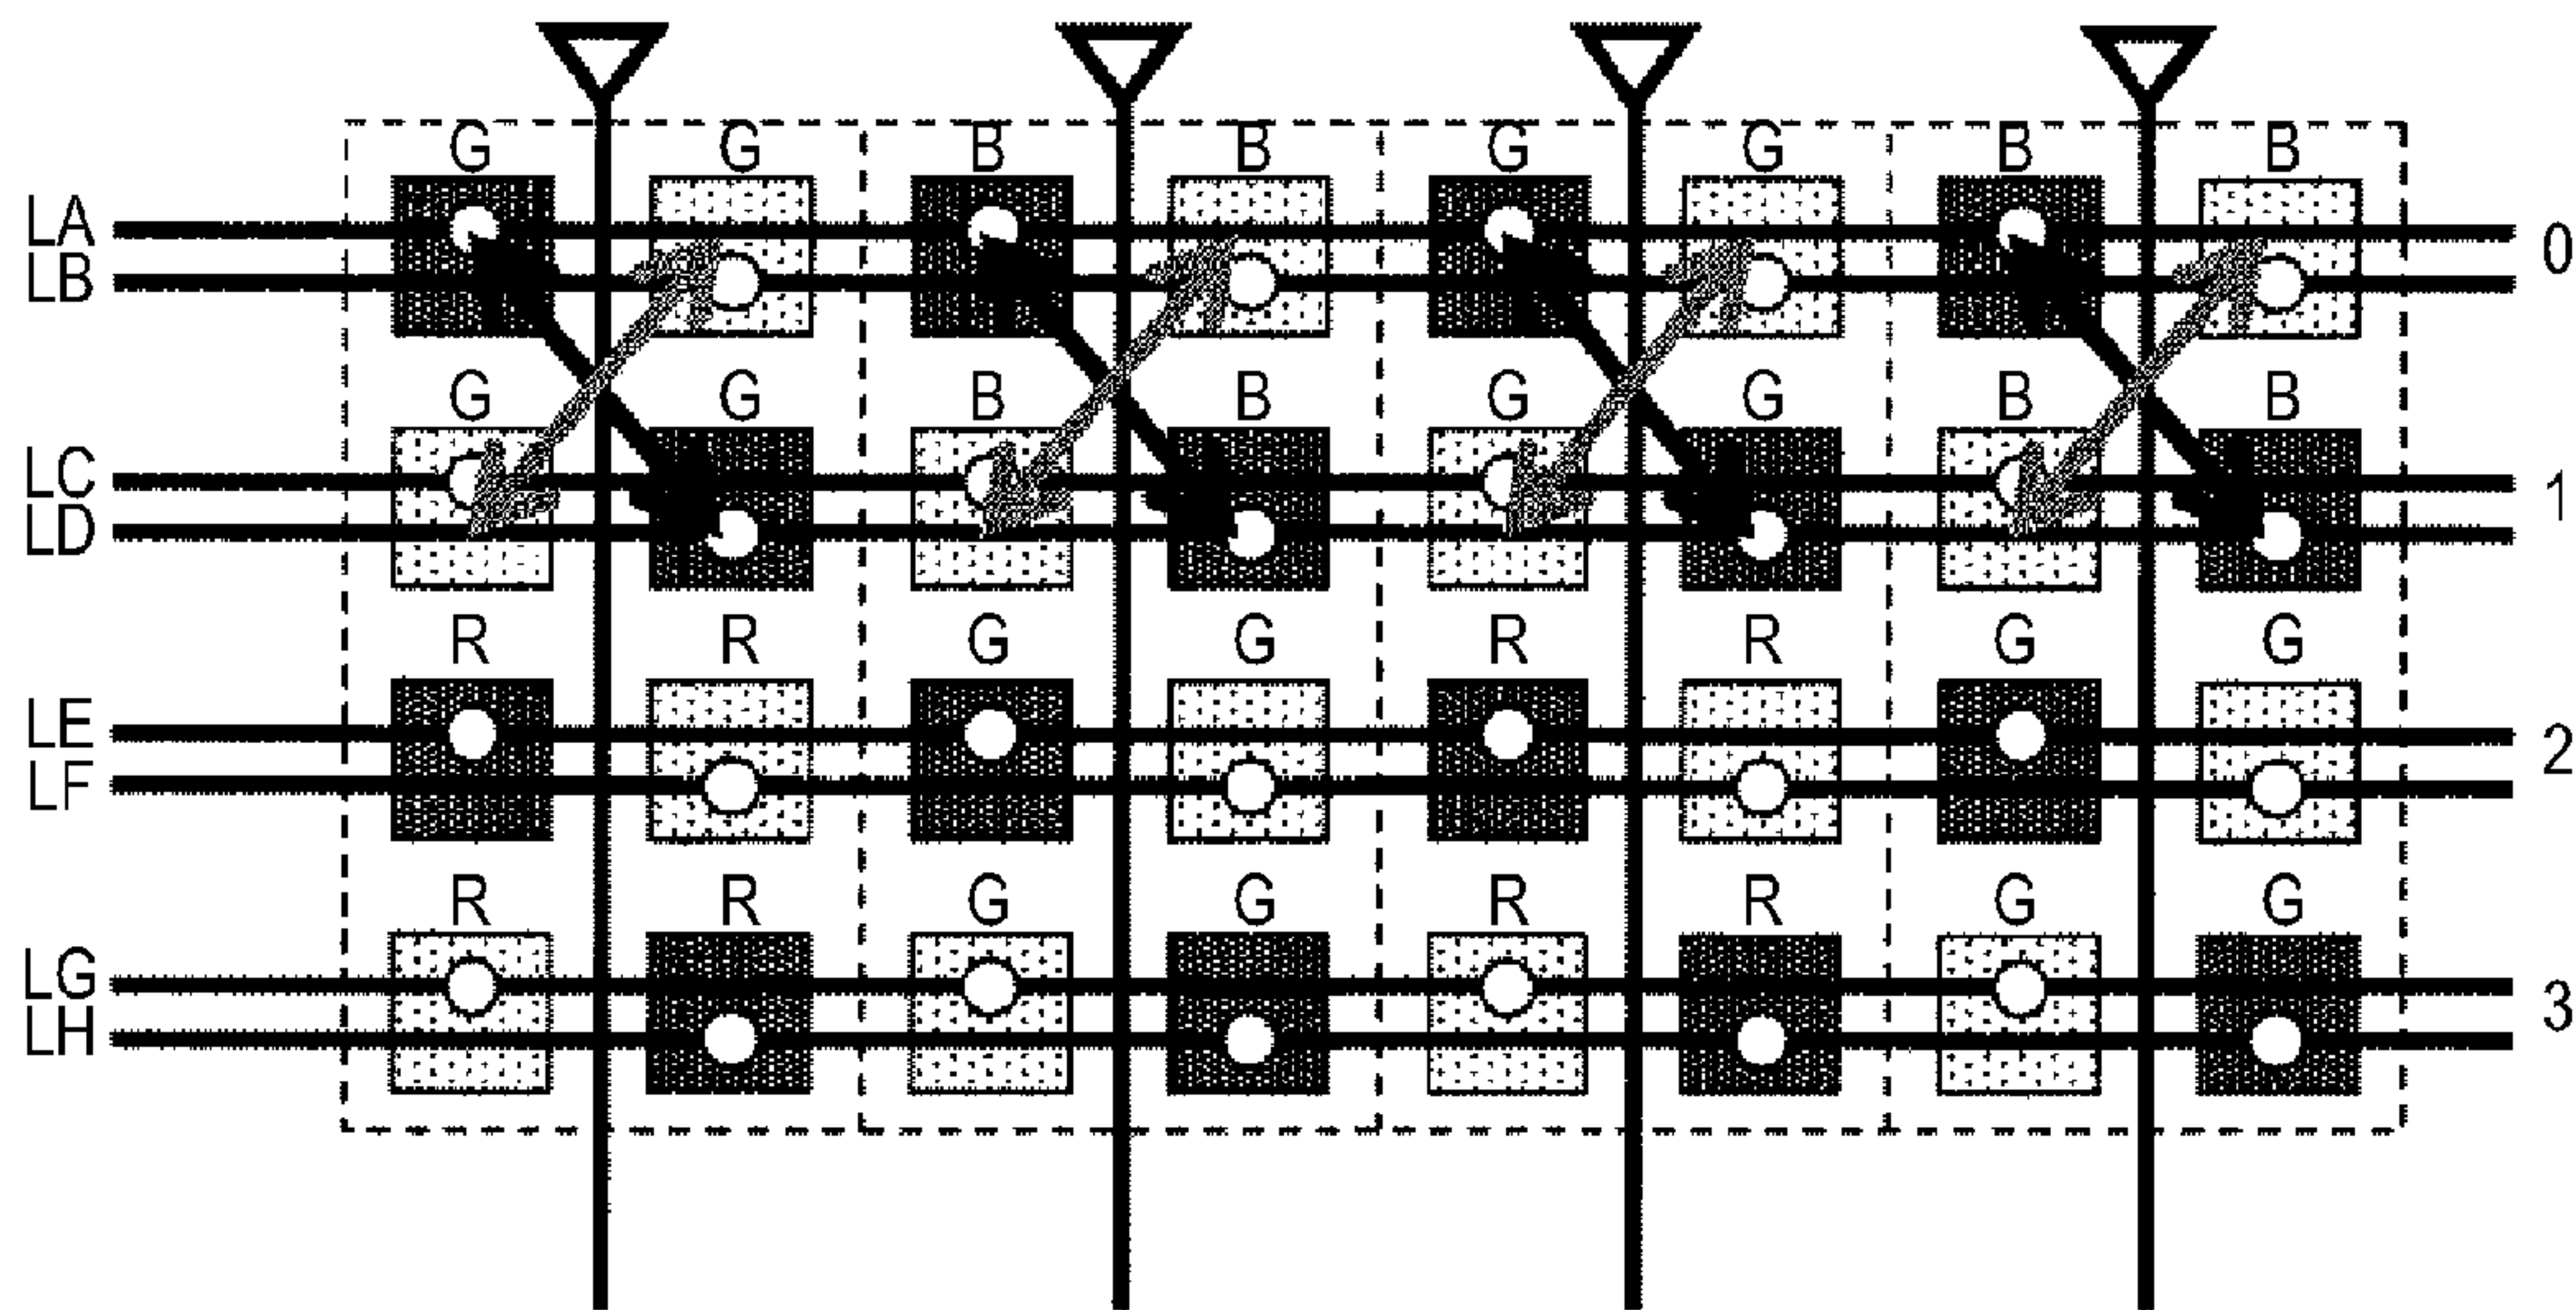 G G B B G G B B
LA
LB
0
G G B B G G B B
LC
LD
1
R R G G R R G G
LE
LF
2
R R G G R R G G
LG
LH
3